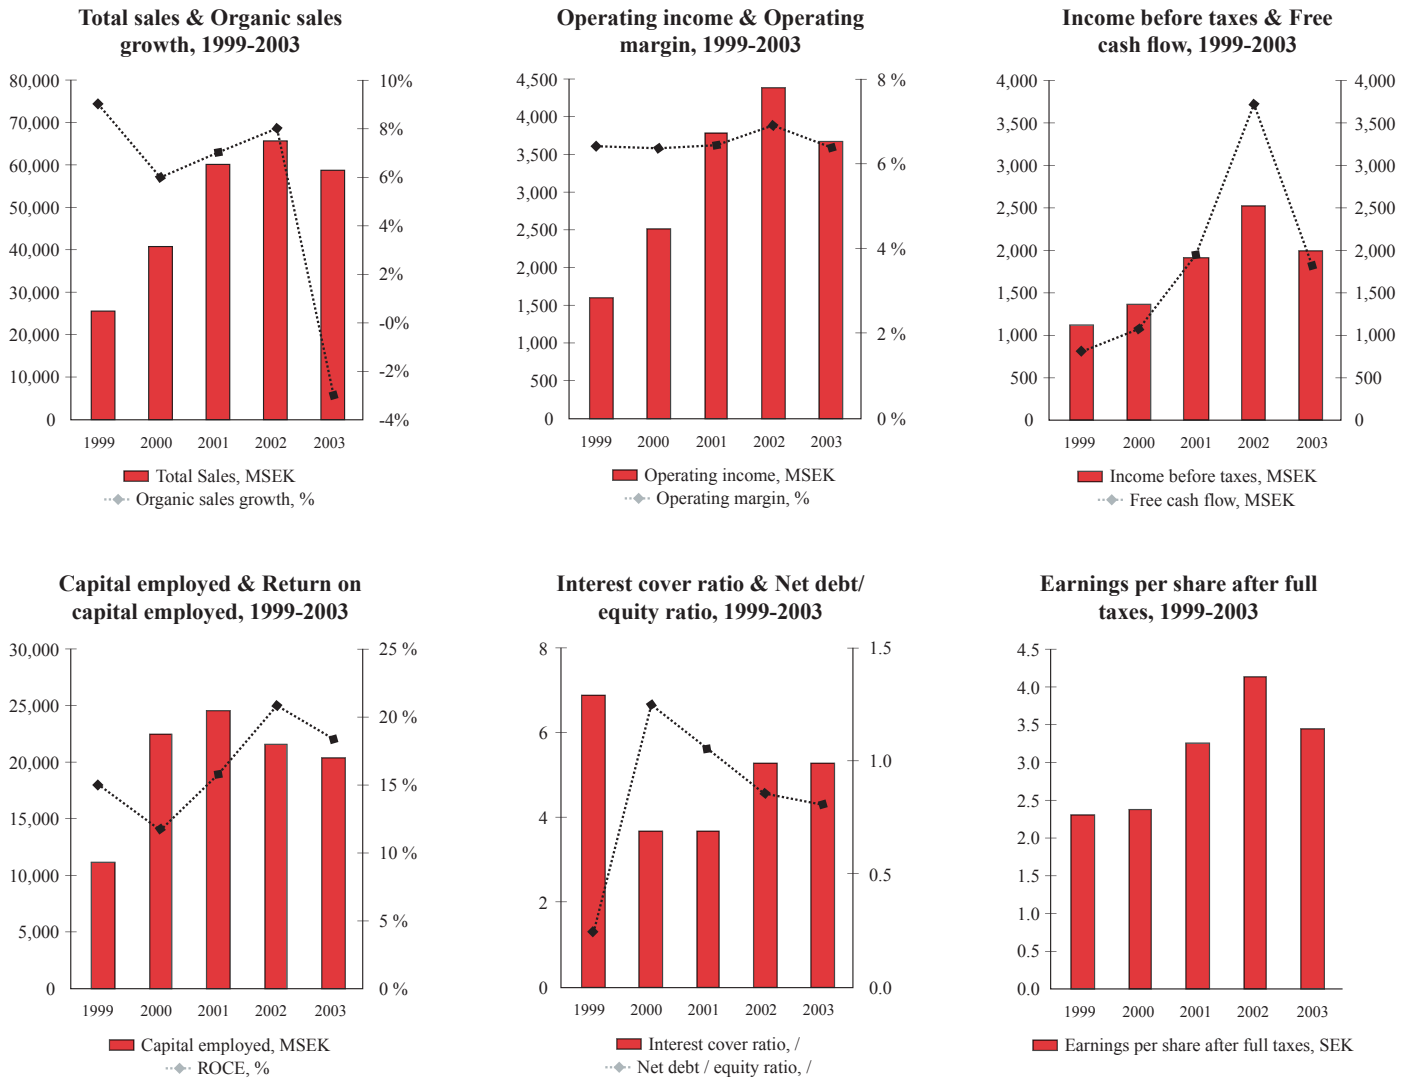 Total sales & Organic sales
growth, 1999-2003
80,000
70,000
60,000
50,000
40,000
30,000
20,000
10,000
0
10%
8%
6%
4%
2%
-0%
-2%
-4%
1999 2000 2001 2002 2003
Total Sales, MSEK
Organic sales growth, %
Operating income & Operating
margin, 1999-2003
4,500
4,000
3,500
3,000
2,500
2,000
1,500
1,000
500
0
8 %
6 %
4 %
2 %
0 %
1999 2000 2001 2002 2003
Operating income, MSEK
Operating margin, %
Income before taxes & Free
cash flow, 1999-2003
4,000
3,500
3,000
2,500
2,000
1,500
1,000
500
0
4,000
3,500
3,000
2,500
2,000
1,500
1,000
500
0
1999 2000 2001 2002 2003
Income before taxes, MSEK
Free cash flow, MSEK
Capital employed & Return on
capital employed, 1999-2003
30,000
25,000
20,000
15,000
10,000
5,000
0
25 %
20 %
15 %
10 %
5 %
0 %
1999 2000 2001 2002 2003
Capital employed, MSEK
ROCE, %
Interest cover ratio & Net debt/
equity ratio, 1999-2003
8
6
4
2
0
1.5
1.0
0.5
0.0
1999 2000 2001 2002 2003
Interest cover ratio, /
Net debt / equity ratio, /
Earnings per share after full
taxes, 1999-2003
4.5
4.0
3.5
3.0
2.5
2.0
1.5
1.0
0.5
0.0
1999 2000 2001 2002 2003
Earnings per share after full taxes, SEK